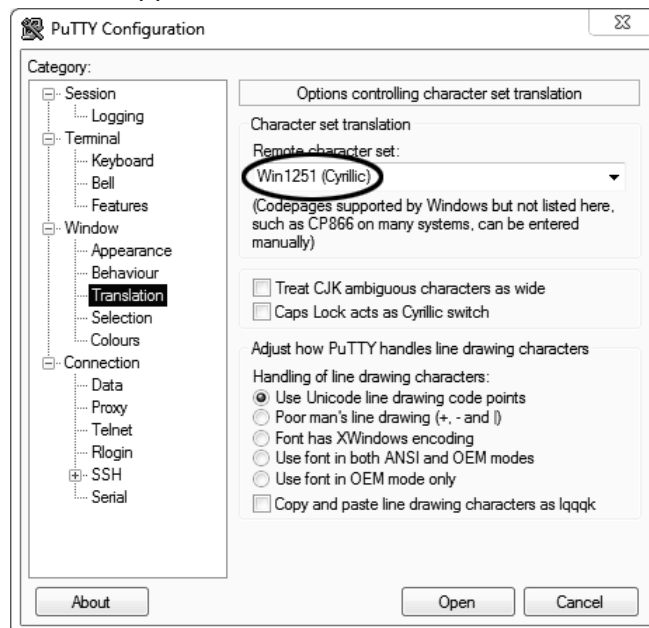 PuTTY Configuration
Category:
Session
Logging
Terminal
Keyboard
Bell
Features
Window
Appearance
Behaviour
Translation
Selection
Colours
Connection
Data
Proxy
Telnet
Rlogin
SSH
Serial
Options controlling character set translation
Character set translation
Remote character set:
Win1251 (Cyrillic)
(Codepages supported by Windows but not listed here,
such as CP866 on many systems, can be entered
manually)
Treat CJK ambiguous characters as wide
Caps Lock acts as Cyrillic switch
Adjust how PuTTY handles line drawing characters
Handling of line drawing characters:
Use Unicode line drawing code points
Poor man's line drawing (+, - and |)
Font has XWindows encoding
Use font in both ANSI and OEM modes
Use font in OEM mode only
Copy and paste line drawing characters as lqqqk
About
Open
Cancel